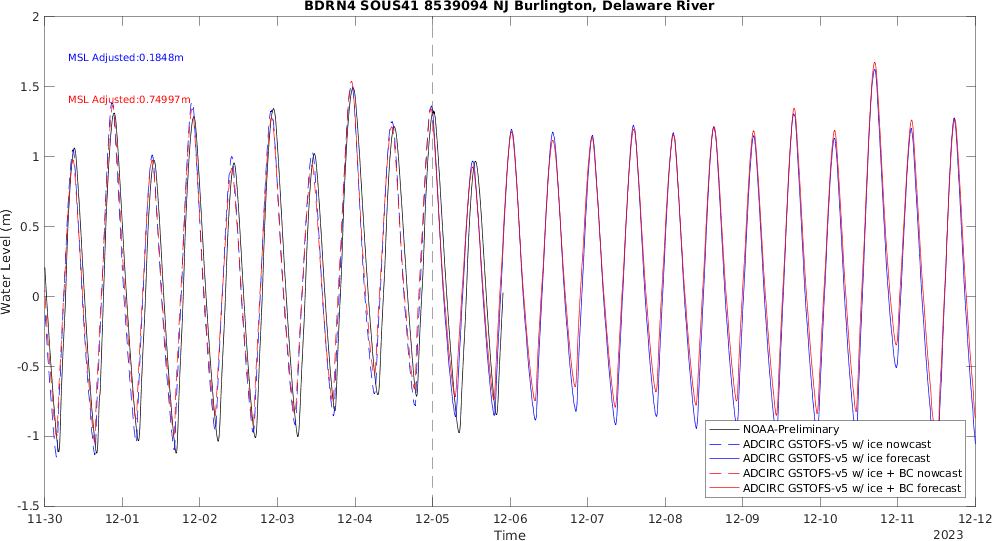 BDRN4 SOUS41 8539094 NJ Burlington, Delaware River
MSL Adjusted:0.1848m
MSL Adjusted:0.74997m
Water Level (m)
2
1.5
1
0.5
0
-0.5
-1
-1.5
NOAA-Preliminary
ADCIRC GSTOFS-v5 w/ ice nowcast
ADCIRC GSTOFS-v5 w/ ice forecast
ADCIRC GSTOFS-v5 w/ ice + BC nowcast
ADCIRC GSTOFS-v5 w/ ice + BC forecast
11-30 12-01 12-02 12-03 12-04 12-05 12-06 12-07 12-08 12-09 12-10 12-11 12-12
Time
2023